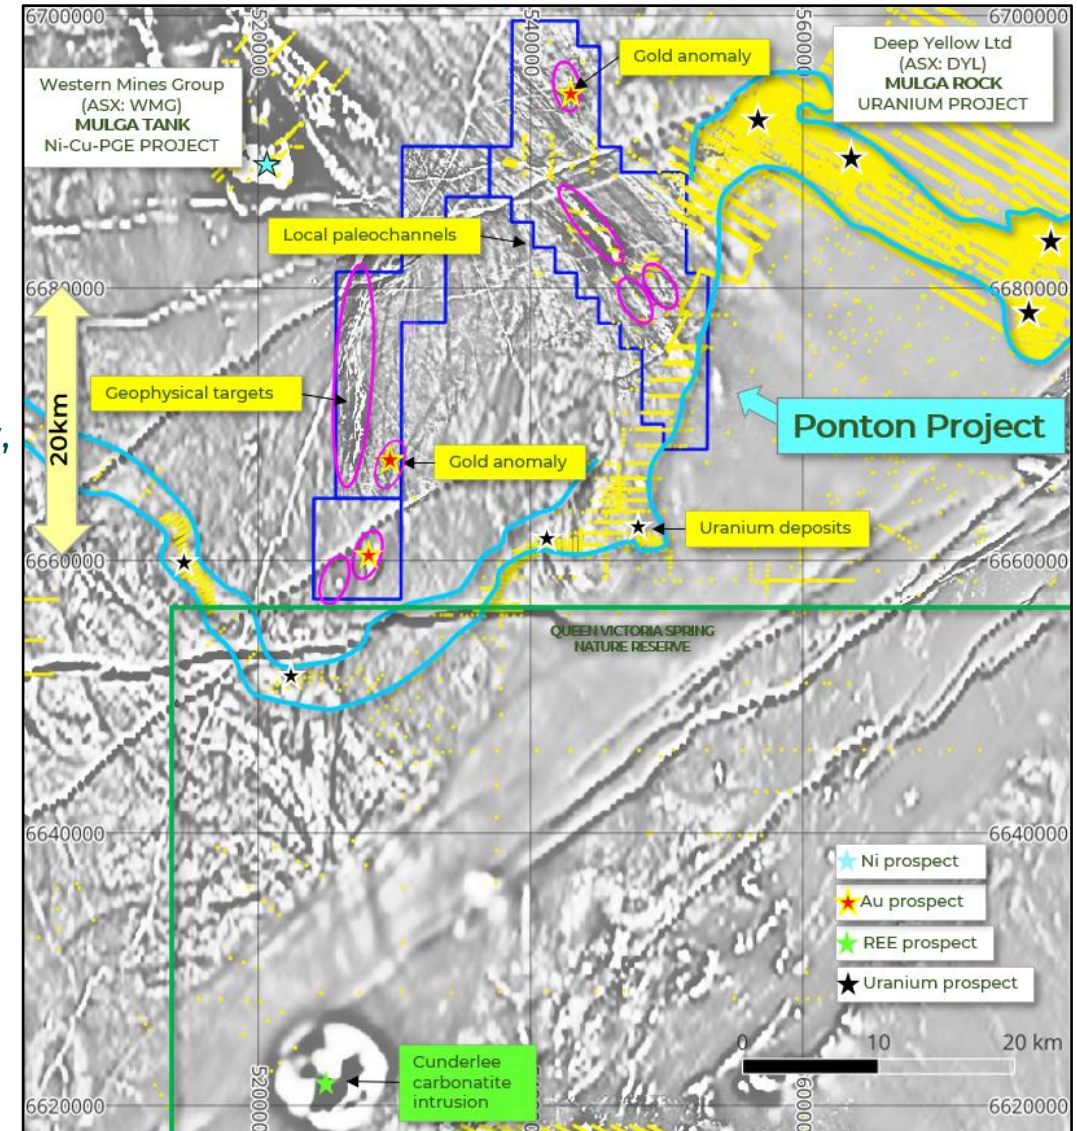 6700000
520000
540000
560000
6700000
Gold anomaly
Deep Yellow Ltd
(ASX: DYL)
MULGA ROCK
URANIUM PROJECT
Western Mines Group
(ASX: WMG)
MULGA TANK
Ni-Cu-PGE PROJECT
Local paleochannels
6680000
6680000
20km
Geophysical targets
Ponton Project
,
Gold anomaly
Uranium deposits
6660000
6660000
QUEEN VICTORIA SPRING
NATURE RESERVE
6640000
6640000
Ni prospect
Au prospect
REE prospect
Uranium prospect
0 10 20 km
Cunderlee
carbonatite
intrusion
6620000
520000
560000
6620000